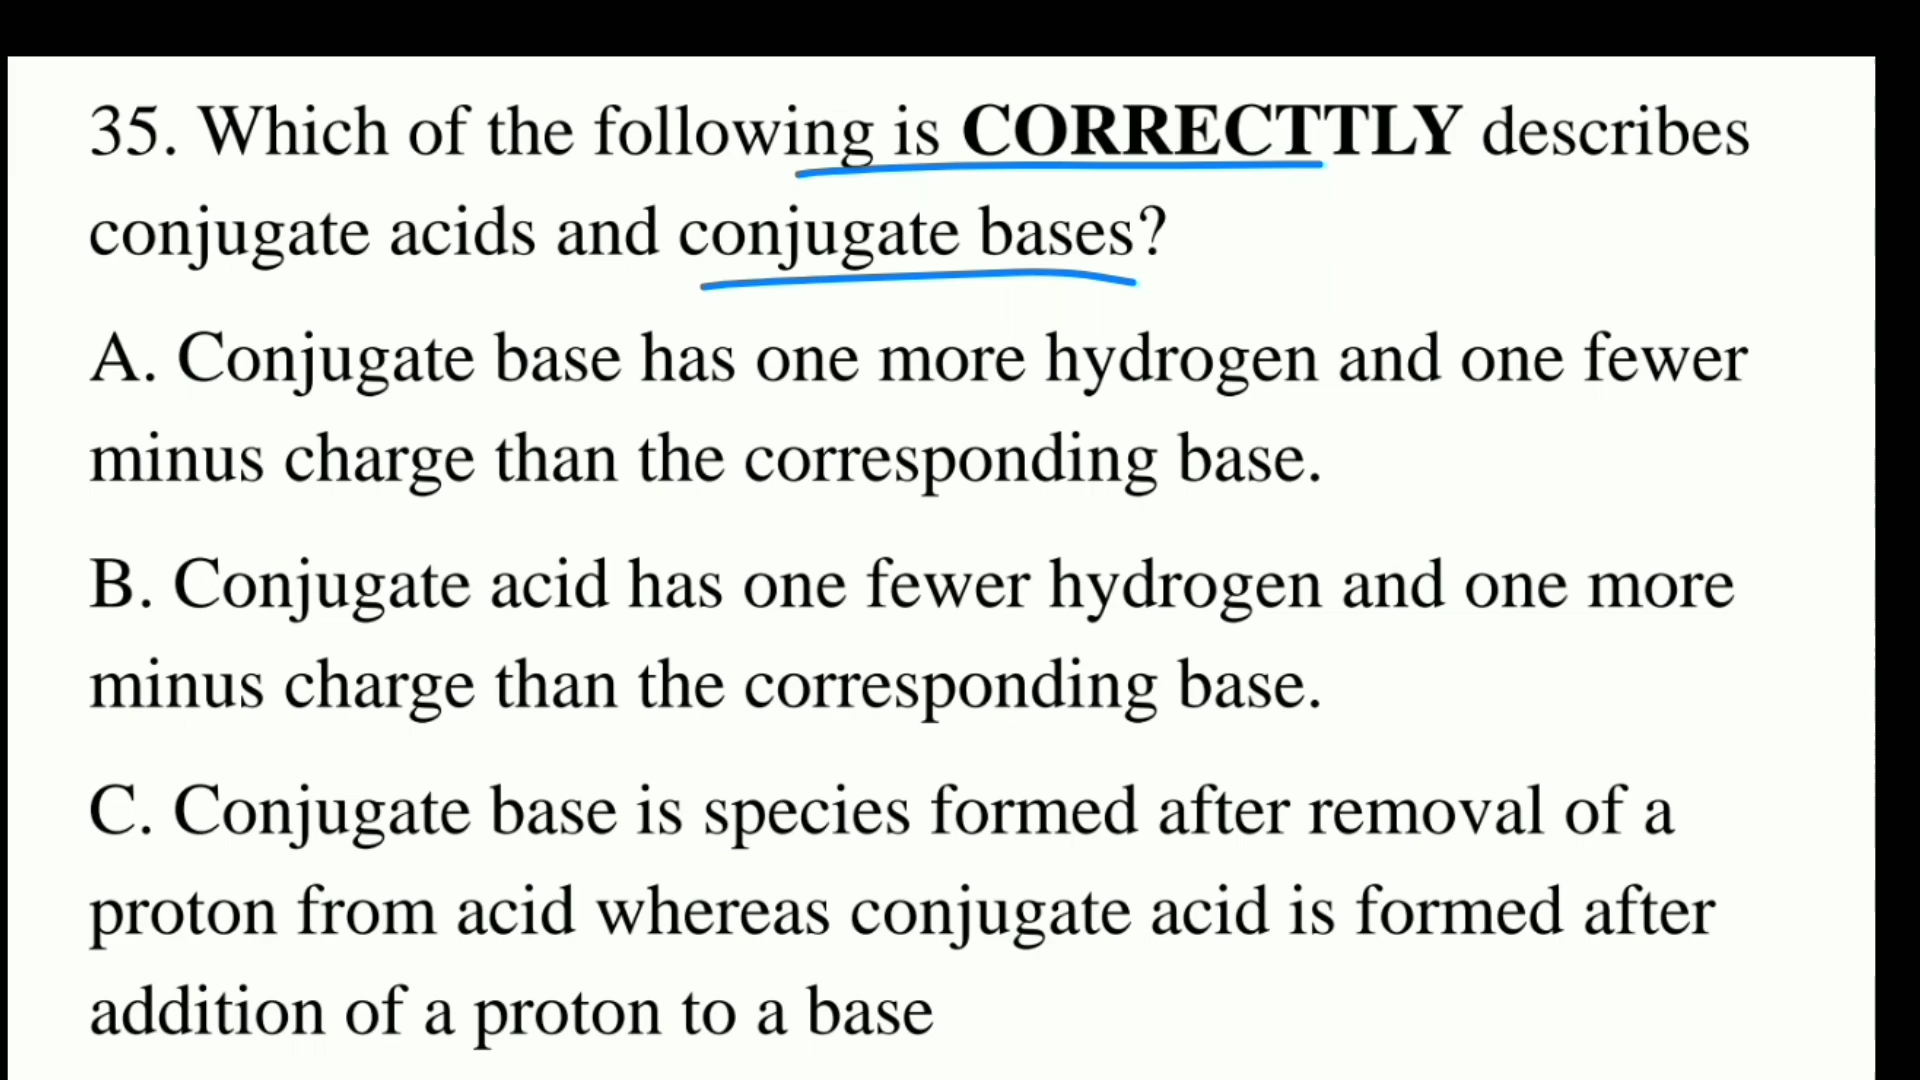 35. Which of the following is CORRECTTLY describes
conjugate acids and conjugate bases?
A. Conjugate base has one more hydrogen and one fewer
minus charge than the corresponding base.
B. Conjugate acid has one fewer hydrogen and one more
minus charge than the corresponding base.
C. Conjugate base is species formed after removal of a
proton from acid whereas conjugate acid is formed after
addition of a proton to a base